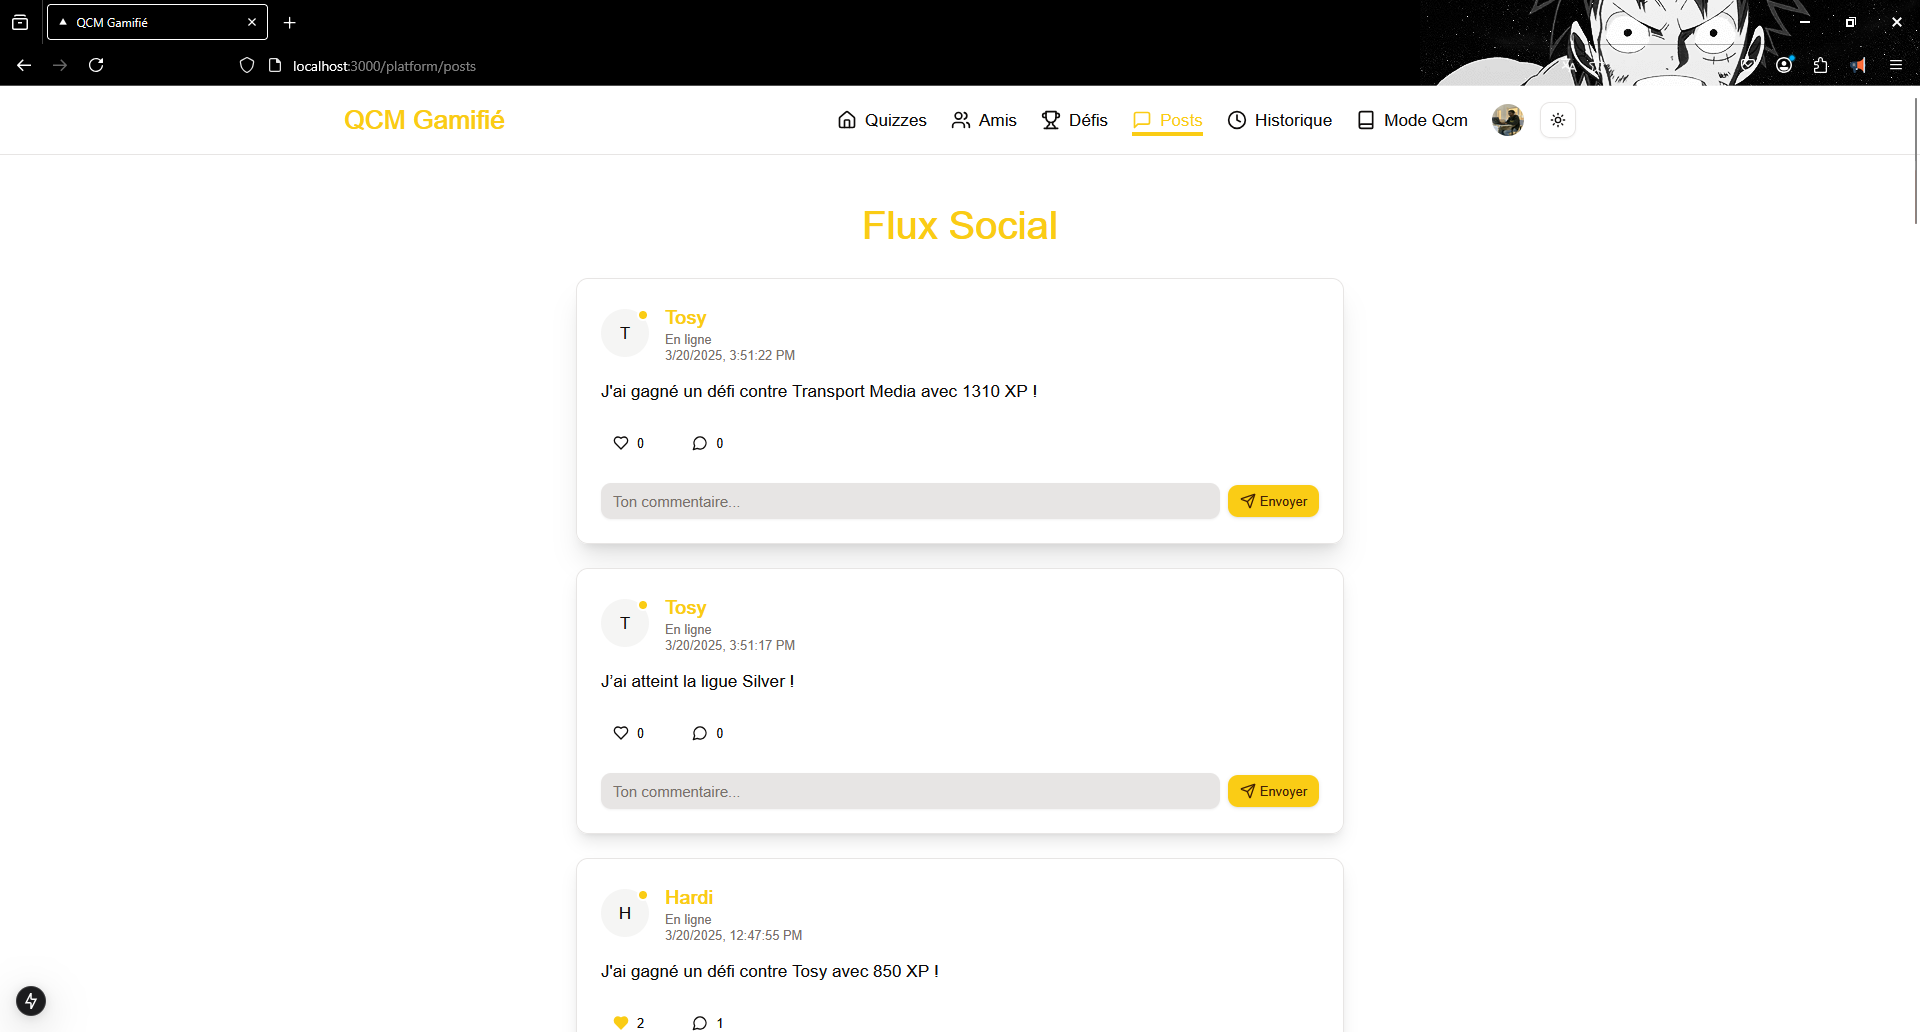 QCM Gamifié
localhost:3000/platform/posts
QCM Gamifié
Quizzes Amis Défis Posts Historique Mode Qcm
Flux Social
T
Tosy
En ligne
3/20/2025, 3:51:22 PM
J'ai gagné un défi contre Transport Media avec 1310 XP !
0 0
Ton commentaire...
Envoyer
T
Tosy
En ligne
3/20/2025, 3:51:17 PM
J’ai atteint la ligue Silver !
0 0
Ton commentaire...
Envoyer
H
Hardi
En ligne
3/20/2025, 12:47:55 PM
J'ai gagné un défi contre Tosy avec 850 XP !
2 1